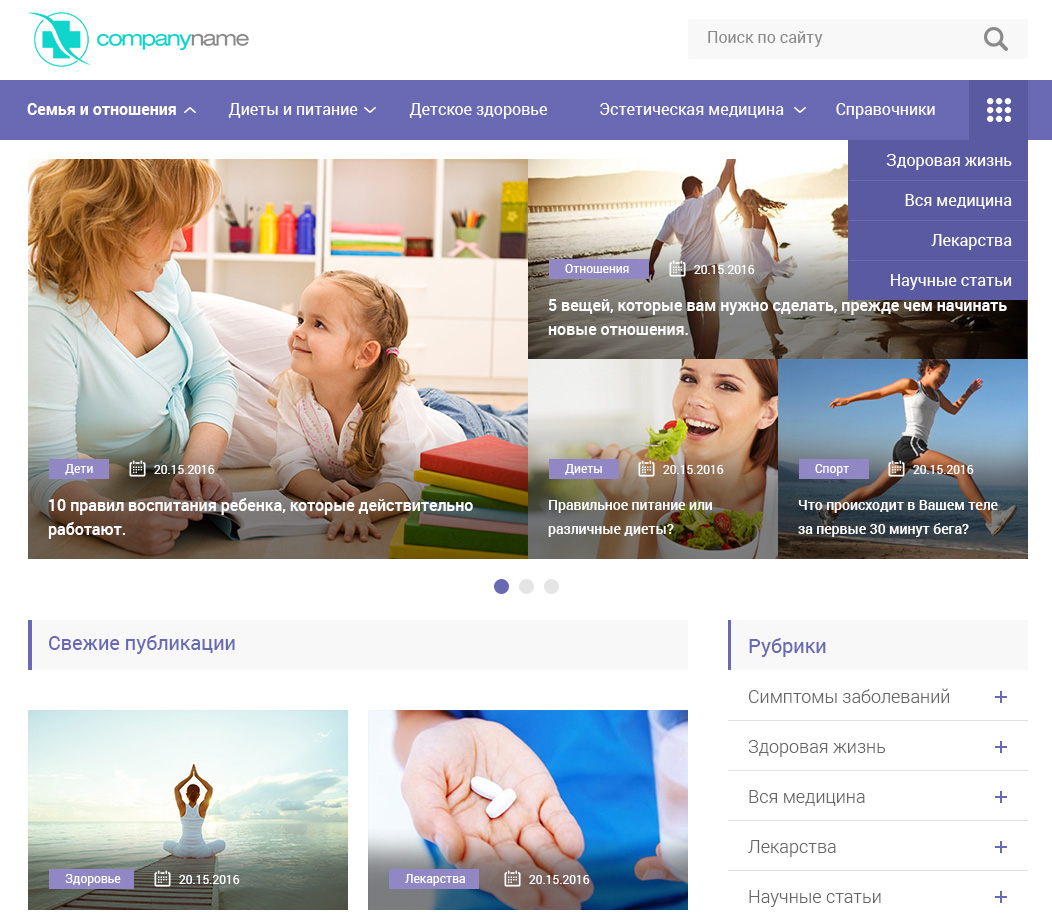 companyname
Поиск по сайту
Семья и отношения
Диеты и питание
Детское здоровье
Эстетическая медицина
Справочники
Здоровая жизнь
Вся медицина
Лекарства
Научные статьи
Отношения
20.15.2016
5 вещей, которые вам нужно сделать, прежде чем начинать
новые отношения.
Дети
20.15.2016
10 правил воспитания ребенка, которые действительно
работают.
Диеты
20.15.2016
Правильное питание или
различные диеты?
Спорт
20.15.2016
Что происходит в Вашем теле
за первые 30 минут бега?
Свежие публикации
Здоровье
20.15.2016
Лекарства
20.15.2016
Рубрики
Симптомы заболеваний
Здоровая жизнь
Вся медицина
Лекарства
Научные статьи